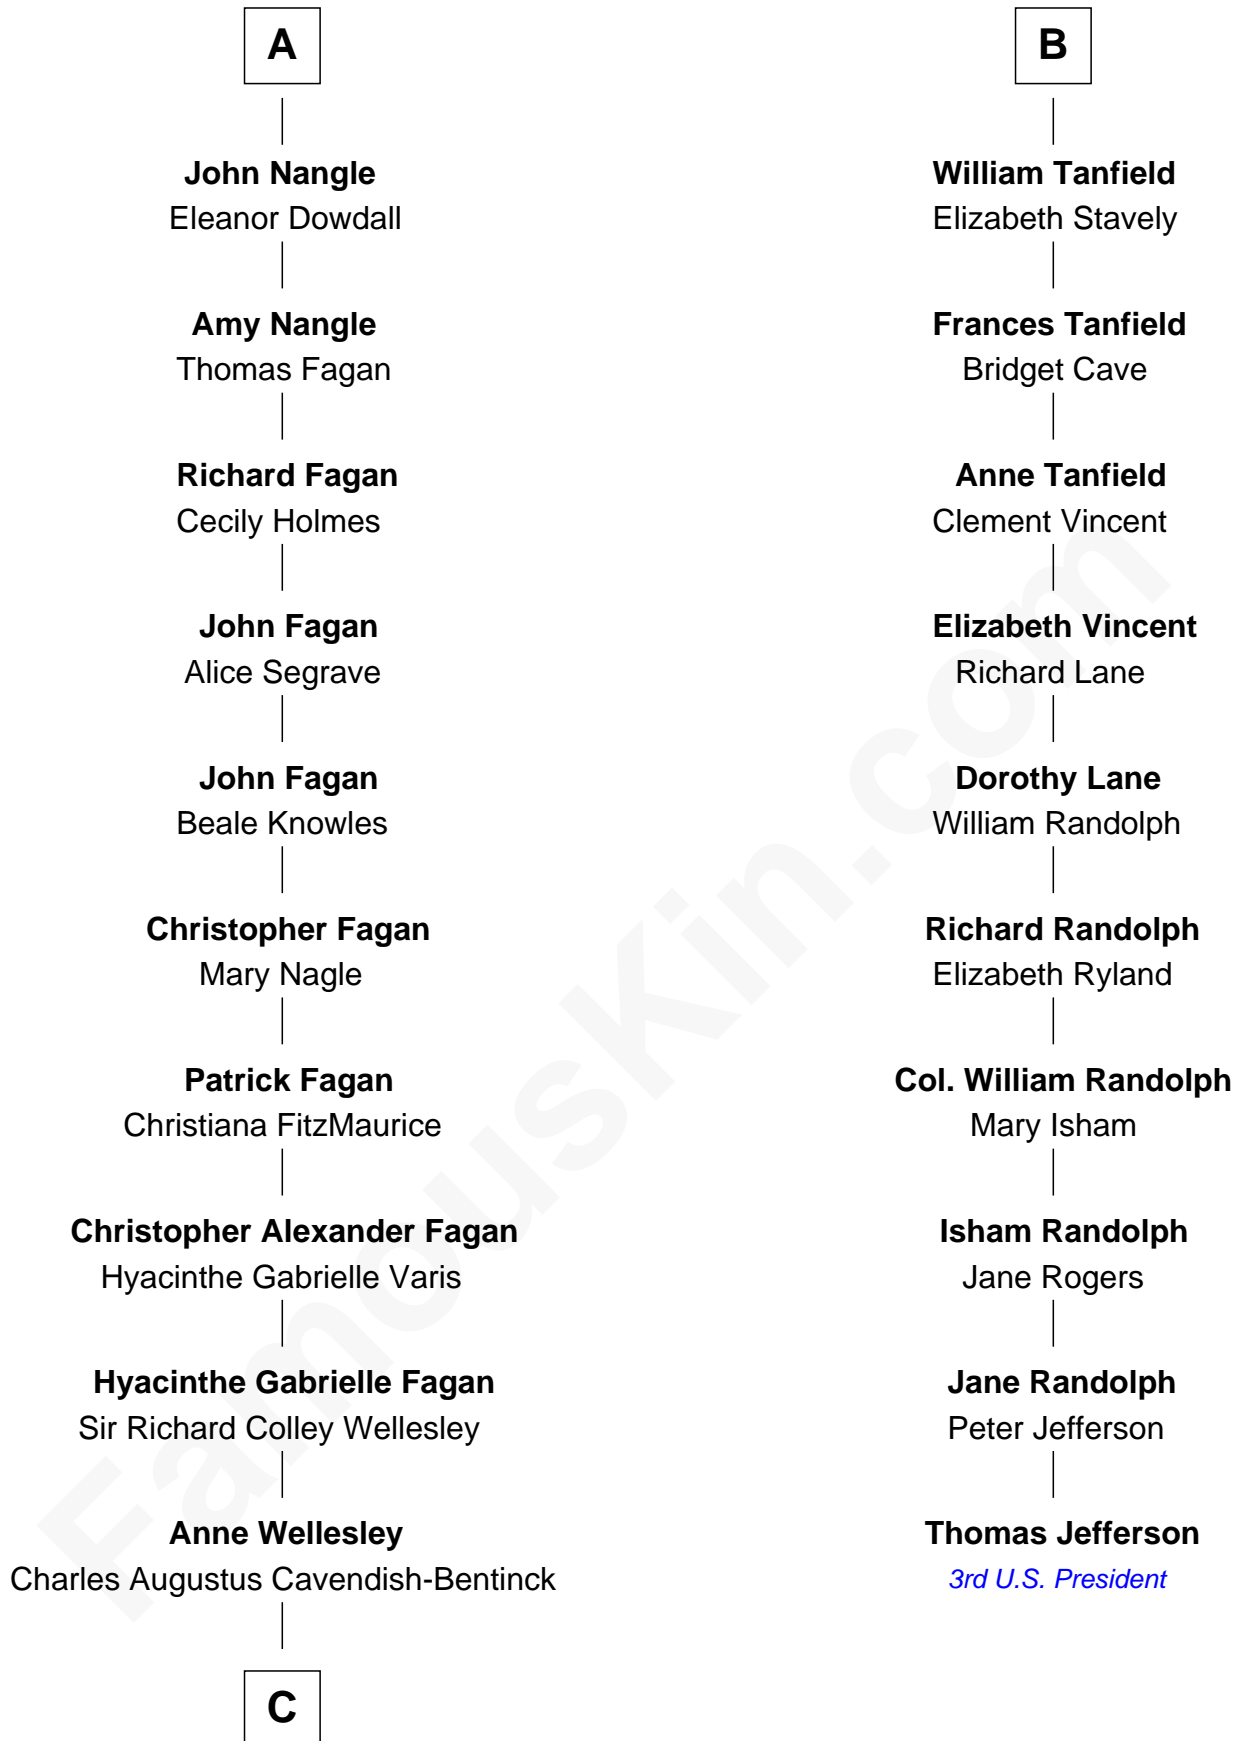 A
John Nangle
Eleanor Dowdall
Amy Nangle
Thomas Fagan
Richard Fagan
Cecily Holmes
John Fagan
Alice Segrave
John Fagan
Beale Knowles
Christopher Fagan
Mary Nagle
Patrick Fagan
Christiana FitzMaurice
Christopher Alexander Fagan
Hyacinthe Gabrielle Varis
Hyacinthe Gabrielle Fagan
Sir Richard Colley Wellesley
Anne Wellesley
Charles Augustus Cavendish-Bentinck
C
B
William Tanfield
Elizabeth Stavely
Frances Tanfield
Bridget Cave
Anne Tanfield
Clement Vincent
Elizabeth Vincent
Richard Lane
Dorothy Lane
William Randolph
Richard Randolph
Elizabeth Ryland
Col. William Randolph
Mary Isham
Isham Randolph
Jane Rogers
Jane Randolph
Peter Jefferson
Thomas Jefferson
3rd U.S. President
FamousKin.com